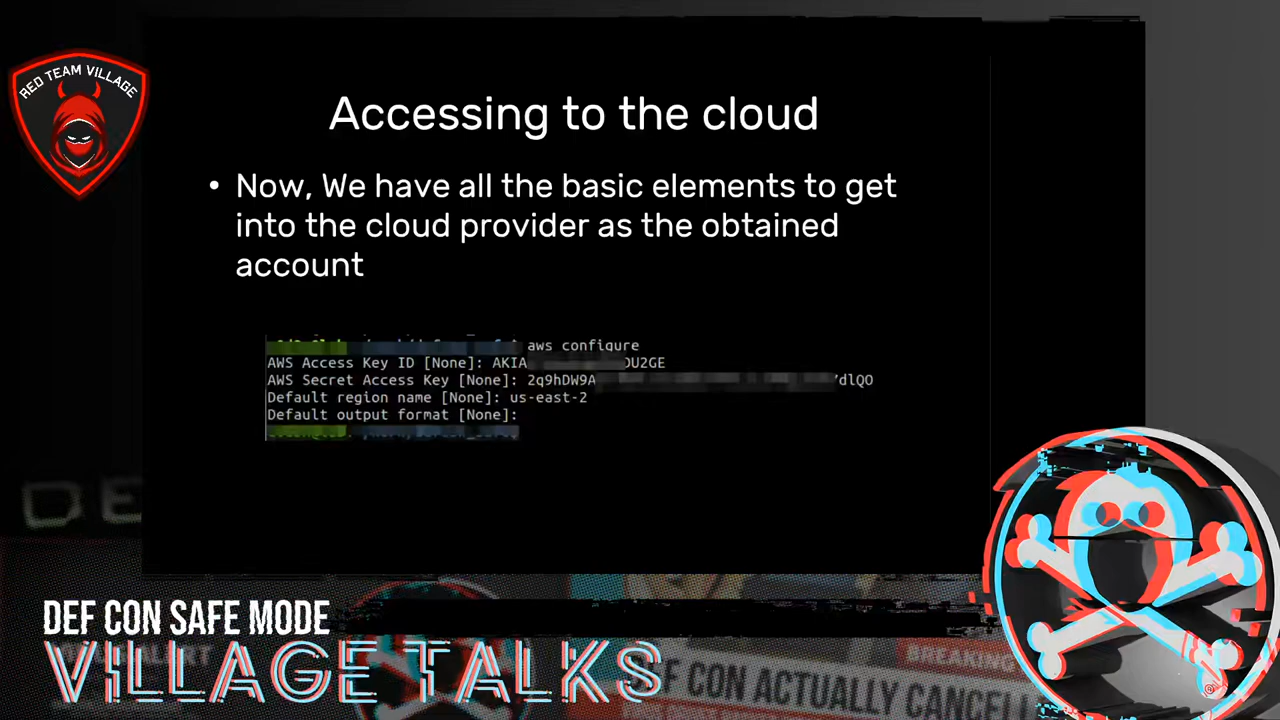 RED TEAM VILLAGE
Accessing to the cloud
• Now, We have all the basic elements to get
into the cloud provider as the obtained
account
aws configure
AWS Access Key ID [None]: AKIA OU2GE
AWS Secret Access Key [None]: 2q9hDW9A dlQO
Default region name [None]: us-east-2
Default output format [None]:
DEF CON SAFE MODE
VILLAGE TALKS
BREAKING
DEF CON ACTUALLY CANCELL